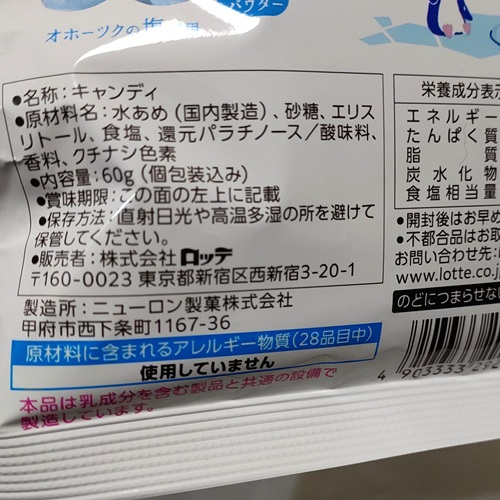 パウダー
オホーツクの塩
●名称：キャンディ
●原材料名：水あめ（国内製造）、砂糖、エリス
リトール、食塩、還元パラチノース／酸味料、
香料、クチナシ色素
●内容量：60g（個包装込み）
●賞味期限：この面の左上に記載
●保存方法：直射日光や高温多湿の所を避けて
保管してください。
●販売者：株式会社ロッテ
〒160-0023 東京都新宿区西新宿3-20-1
製造所：ニューロン製菓株式会社
甲府市西下条町1167-36
原材料に含まれるアレルギー物質（28品目中）
使用していません
本品は乳成分を含む製品と共通の設備で
製造しています。
栄養成分表示
エネルギー
たんぱく質
脂質
炭水化物
食塩相当量
●開封後はお早め
●不都合品はお取
お問い合わせ先：
www.lotte.co.j
のどにつまらせない
4 903333 29